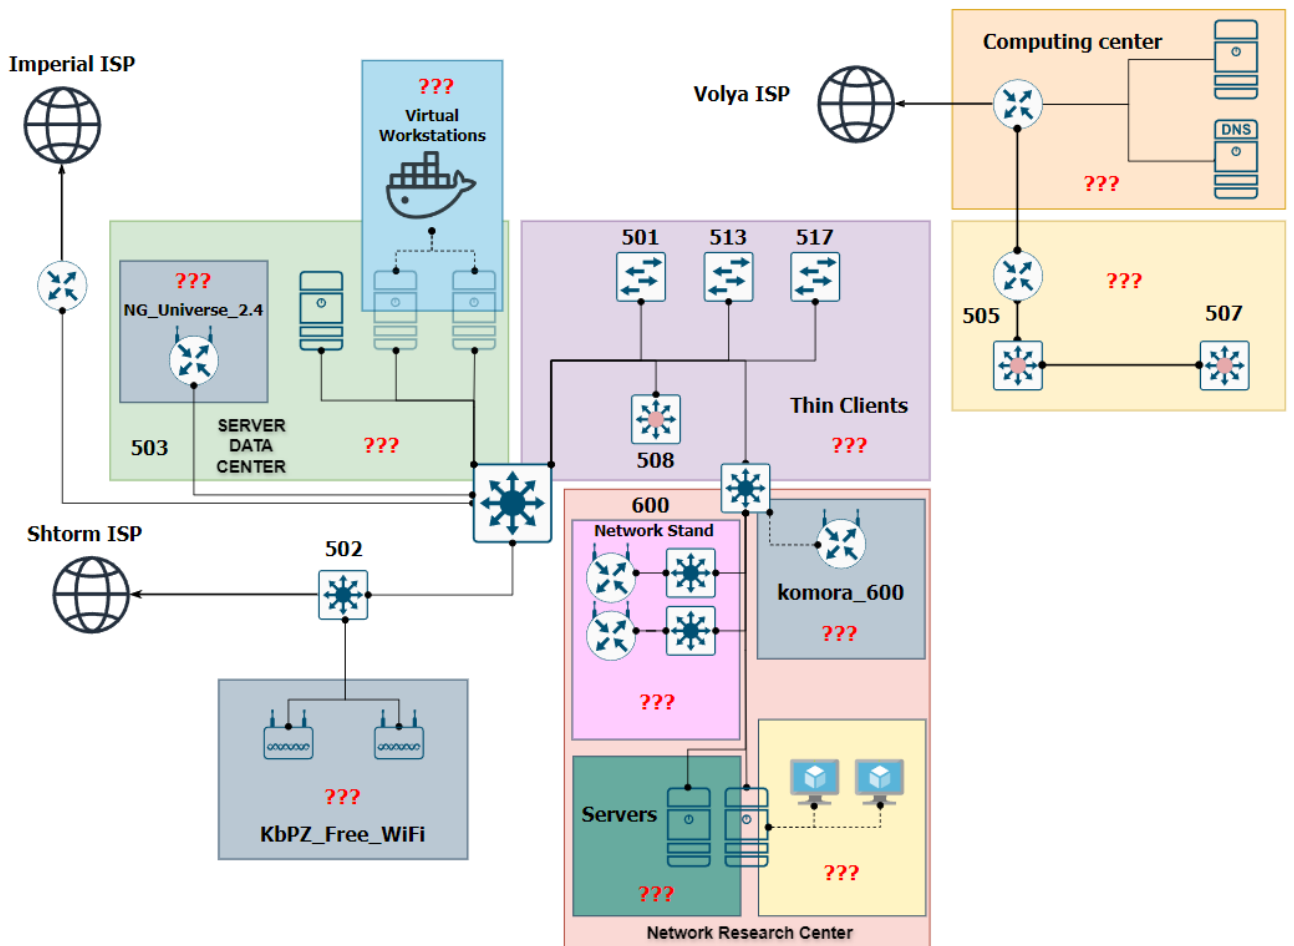 Computing center
Imperial ISP
???
Virtual
Workstations
Volya ISP
DNS
???
501
513
517
???
NG_Universe_2.4
???
505
507
SERVER
DATA
CENTER
503
???
Thin Clients
???
508
600
Network Stand
Shtorm ISP
502
komora_600
???
???
???
KbPZ_Free_WiFi
Servers
???
???
Network Research Center